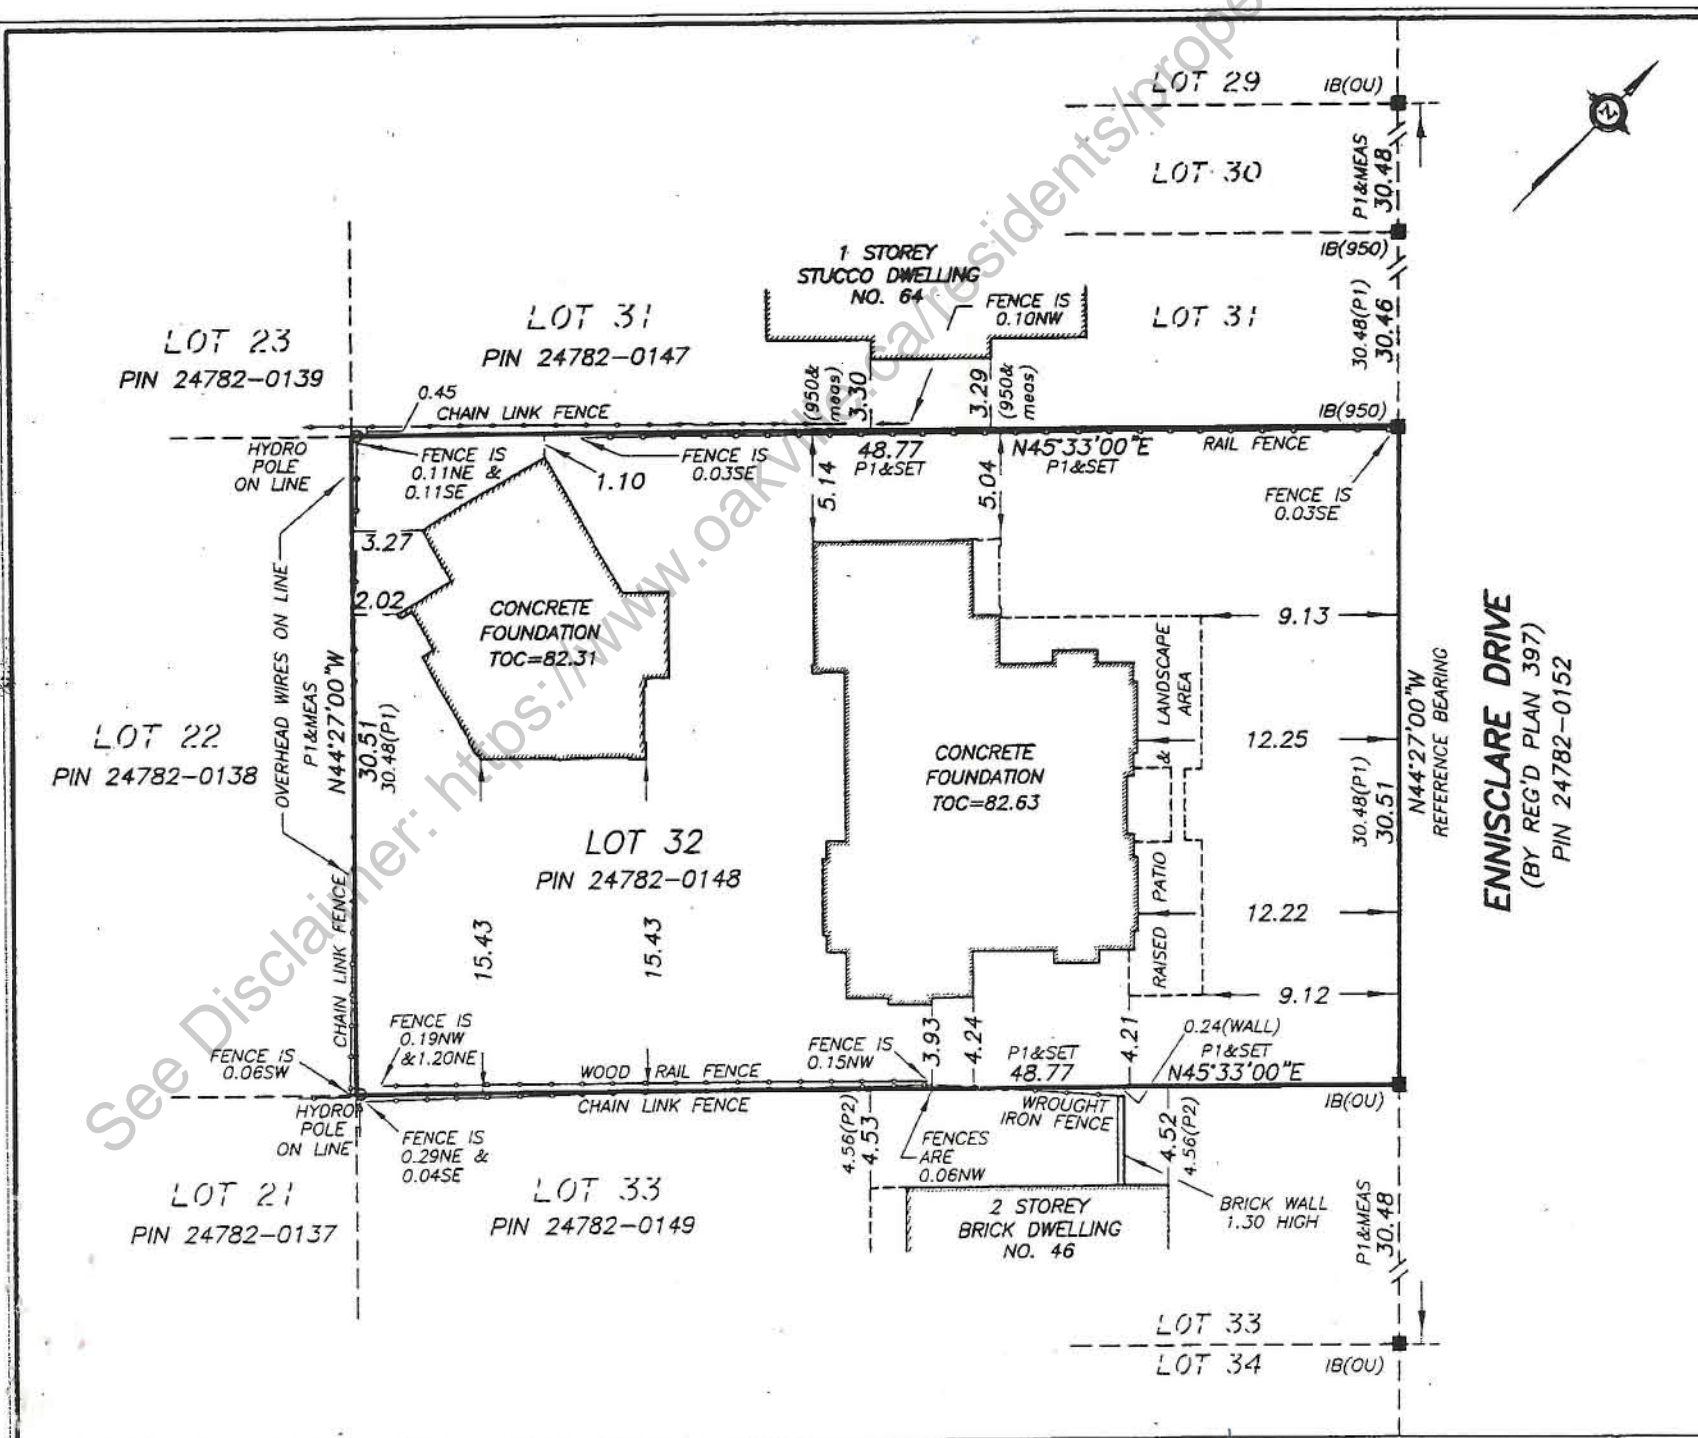 LOT 29
IB(OU)
LOT 30
P1&MEAS
30.48
IB(950)
N
1 STOREY
STUCCO DWELLING
NO. 64
FENCE IS
0.10NW
LOT 31
30.48(P1)
30.46
LOT 31
PIN 24782-0147
LOT 23
PIN 24782-0139
0.45
CHAIN LINK FENCE
(950&
meas)
3.30
3.29
(950&
meas)
IB(950)
HYDRO
POLE
ON LINE
FENCE IS
0.11NE &
0.11SE
1.10
FENCE IS
0.03SE
48.77
P1&SET
N45°33'00"E
P1&SET
RAIL FENCE
5.14
5.04
FENCE IS
0.03SE
3.27
2.02
OVERHEAD WIRES ON LINE
P1&MEAS
N44°27'00"W
30.51
30.48(P1)
CONCRETE
FOUNDATION
TOC=82.31
9.13
RAISED PATIO & LANDSCAPE
AREA
12.25
N44°27'00"W
REFERENCE BEARING
30.48(P1)
30.51
ENNISCLARE DRIVE
(BY REG'D PLAN 397)
PIN 24782-0152
LOT 22
PIN 24782-0138
CONCRETE
FOUNDATION
TOC=82.63
LOT 32
PIN 24782-0148
12.22
15.43
15.43
CHAIN LINK FENCE
9.12
FENCE IS
0.19NW
&1.20NE
FENCE IS
0.06SW
WOOD RAIL FENCE
CHAIN LINK FENCE
FENCE IS
0.15NW
3.93
4.24
P1&SET
48.77
4.21
0.24(WALL)
P1&SET
N45°33'00"E
IB(OU)
HYDRO
POLE
ON LINE
FENCE IS
0.29NE &
0.04SE
4.56(P2)
4.53
FENCES
ARE
0.06NW
WROUGHT
IRON FENCE
4.52
4.56(P2)
BRICK WALL
1.30 HIGH
LOT 21
PIN 24782-0137
LOT 33
PIN 24782-0149
2 STOREY
BRICK DWELLING
NO. 46
P1&MEAS
30.48
LOT 33
LOT 34
IB(OU)
See Disclaimer: https://www.oakville.ca/residents/prope